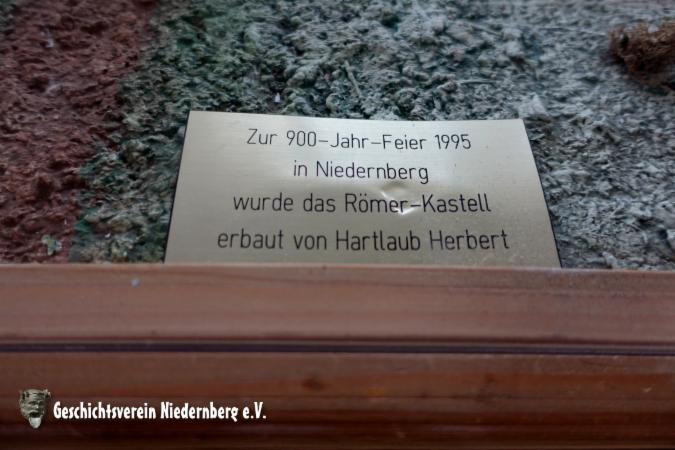 Zur 900-Jahr-Feier 1995
in Niedernberg
wurde das Römer-Kastell
erbaut von Hartlaub Herbert
Geschichtsverein Niedernberg e.V.